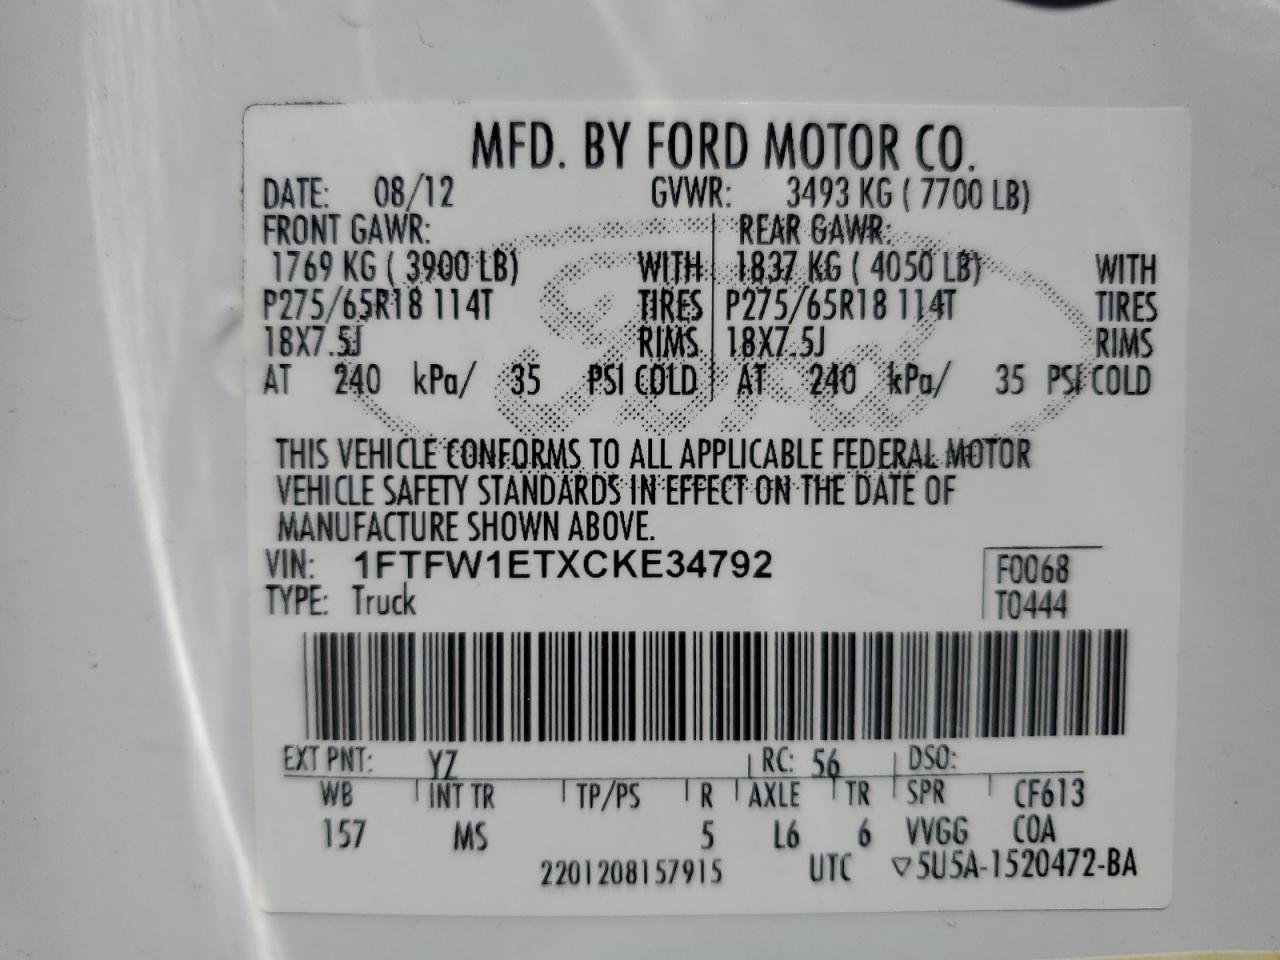 MFD. BY FORD MOTOR CO.
DATE: 08/12 GVWR: 3493 KG ( 7700 LB)
FRONT GAWR: REAR GAWR:
1769 KG ( 3900 LB) WITH 1837 KG ( 4050 LB) WITH
P275/65R18 114T TIRES P275/65R18 114T TIRES
18X7.5J RIMS 18X7.5J RIMS
AT 240 kPa/ 35 PSI COLD AT 240 kPa/ 35 PSI COLD
Ford
THIS VEHICLE CONFORMS TO ALL APPLICABLE FEDERAL MOTOR
VEHICLE SAFETY STANDARDS IN EFFECT ON THE DATE OF
MANUFACTURE SHOWN ABOVE.
VIN: 1FTFW1ETXCKE34792 F0068
TYPE: Truck T0444
EXT PNT: YZ RC: 56 DSO:
WB INT TR TP/PS R AXLE TR SPR CF613
157 MS 5 L6 6 VVGG COA
2201208157915 UTC ▽5U5A-1520472-BA